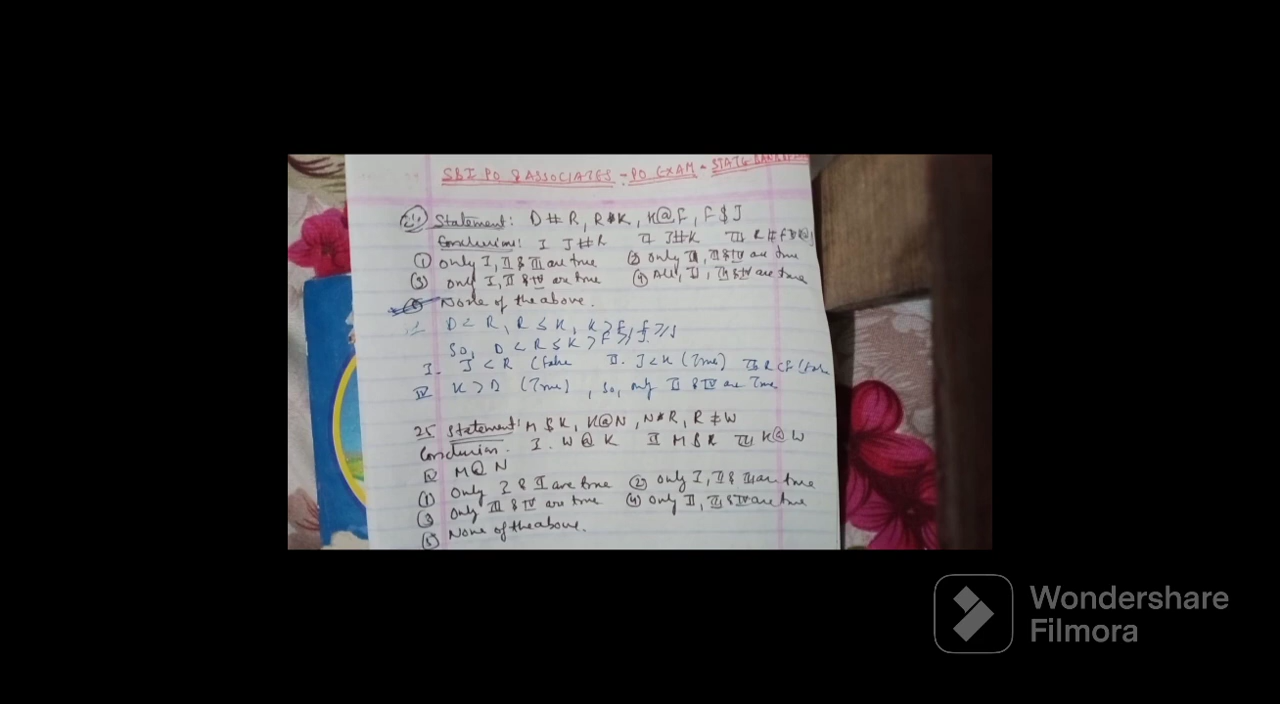 SBI PO & ASSOCIATES - PO EXAM - STATE BANK
24) Statement: D # R, R * K, K @ F, F $ J
Conclusions: I J # R II J # K III R # F IV K @
① Only I, II & III are true ② Only II, III & IV are true
③ only I, II & IV are true ④ All, II, III & IV are true
None of the above.
D < R, R ≤ K, K > F, F ≥ J
So, D < R ≤ K > F ≥ J.
I. J < R (False II. J < K (True) III R < F (False
IV K > D (True), So, only II & IV are True
25 Statement: M $ K, K @ N, N * R, R # W
Conclusion. I. W @ K II M $ R III K @ W
IV M @ N
① Only I & II are true ② Only I, II & III are true
③ Only III & IV are true ④ Only II, III & IV are true
⑤ None of the above.
Wondershare
Filmora